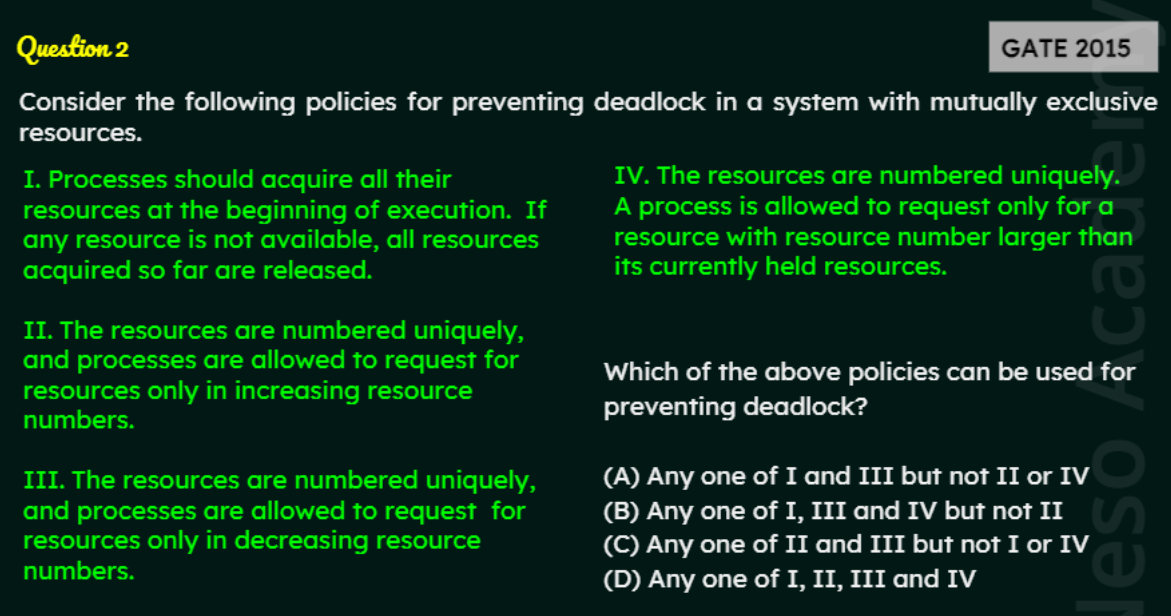 Question 2
GATE 2015
Consider the following policies for preventing deadlock in a system with mutually exclusive
resources.
I. Processes should acquire all their
resources at the beginning of execution. If
any resource is not available, all resources
acquired so far are released.
II. The resources are numbered uniquely,
and processes are allowed to request for
resources only in increasing resource
numbers.
III. The resources are numbered uniquely,
and processes are allowed to request for
resources only in decreasing resource
numbers.
IV. The resources are numbered uniquely.
A process is allowed to request only for a
resource with resource number larger than
its currently held resources.
Which of the above policies can be used for
preventing deadlock?
(A) Any one of I and III but not II or IV
(B) Any one of I, III and IV but not II
(C) Any one of II and III but not I or IV
(D) Any one of I, II, III and IV
eso Academy